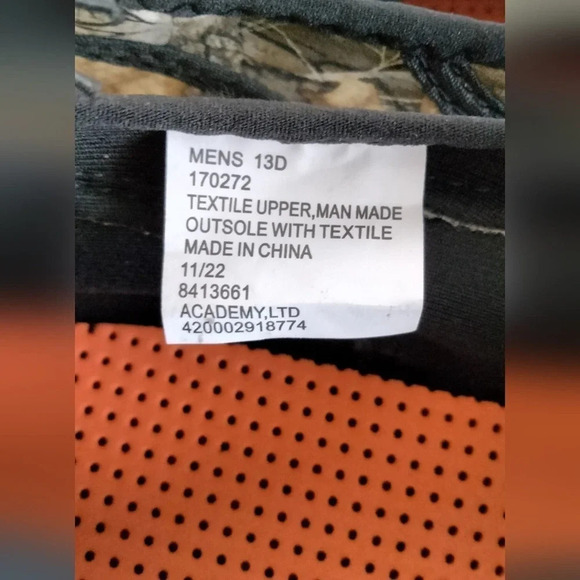 MENS 13D
170272
TEXTILE UPPER,MAN MADE
OUTSOLE WITH TEXTILE
MADE IN CHINA
11/22
8413661
ACADEMY,LTD
420002918774